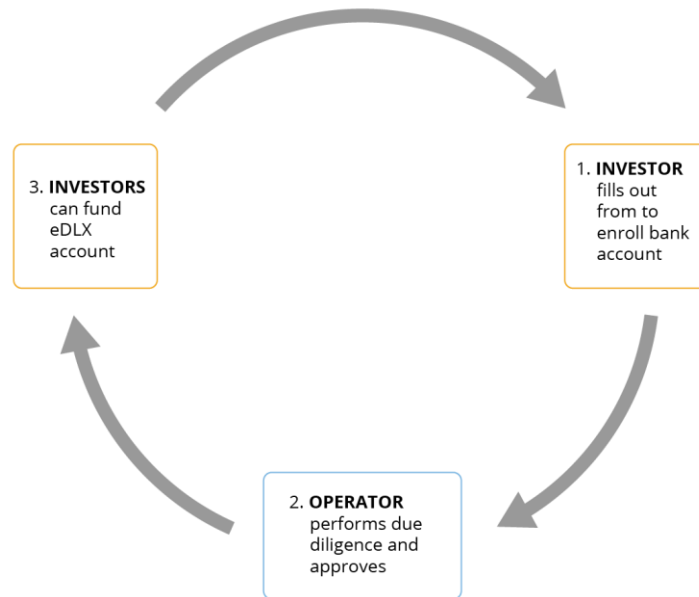 1. INVESTOR
fills out
from to
enroll bank
account
2. OPERATOR
performs due
diligence and
approves
3. INVESTORS
can fund
eDLX
account